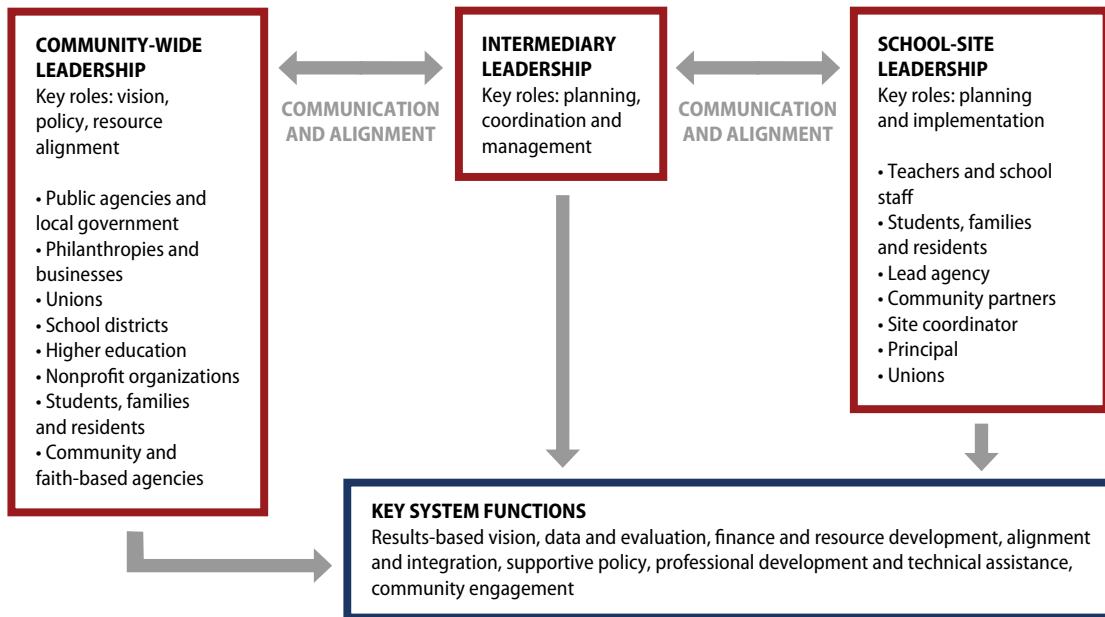 COMMUNITY-WIDE
LEADERSHIP
Key roles: vision,
policy, resource
alignment
• Public agencies and
local government
• Philanthropies and
businesses
• Unions
• School districts
• Higher education
• Nonprofit organizations
• Students, families
and residents
• Community and
faith-based agencies
COMMUNICATION
AND ALIGNMENT
INTERMEDIARY
LEADERSHIP
Key roles: planning,
coordination and
management
COMMUNICATION
AND ALIGNMENT
SCHOOL-SITE
LEADERSHIP
Key roles: planning
and implementation
• Teachers and school
staff
• Students, families
and residents
• Lead agency
• Community partners
• Site coordinator
• Principal
• Unions
KEY SYSTEM FUNCTIONS
Results-based vision, data and evaluation, finance and resource development, alignment
and integration, supportive policy, professional development and technical assistance,
community engagement